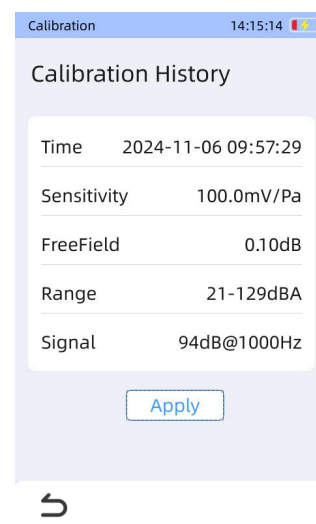 Calibration 14:15:14
Calibration History
Time 2024-11-06 09:57:29
Sensitivity 100.0mV/Pa
FreeField 0.10dB
Range 21-129dBA
Signal 94dB@1000Hz
Apply